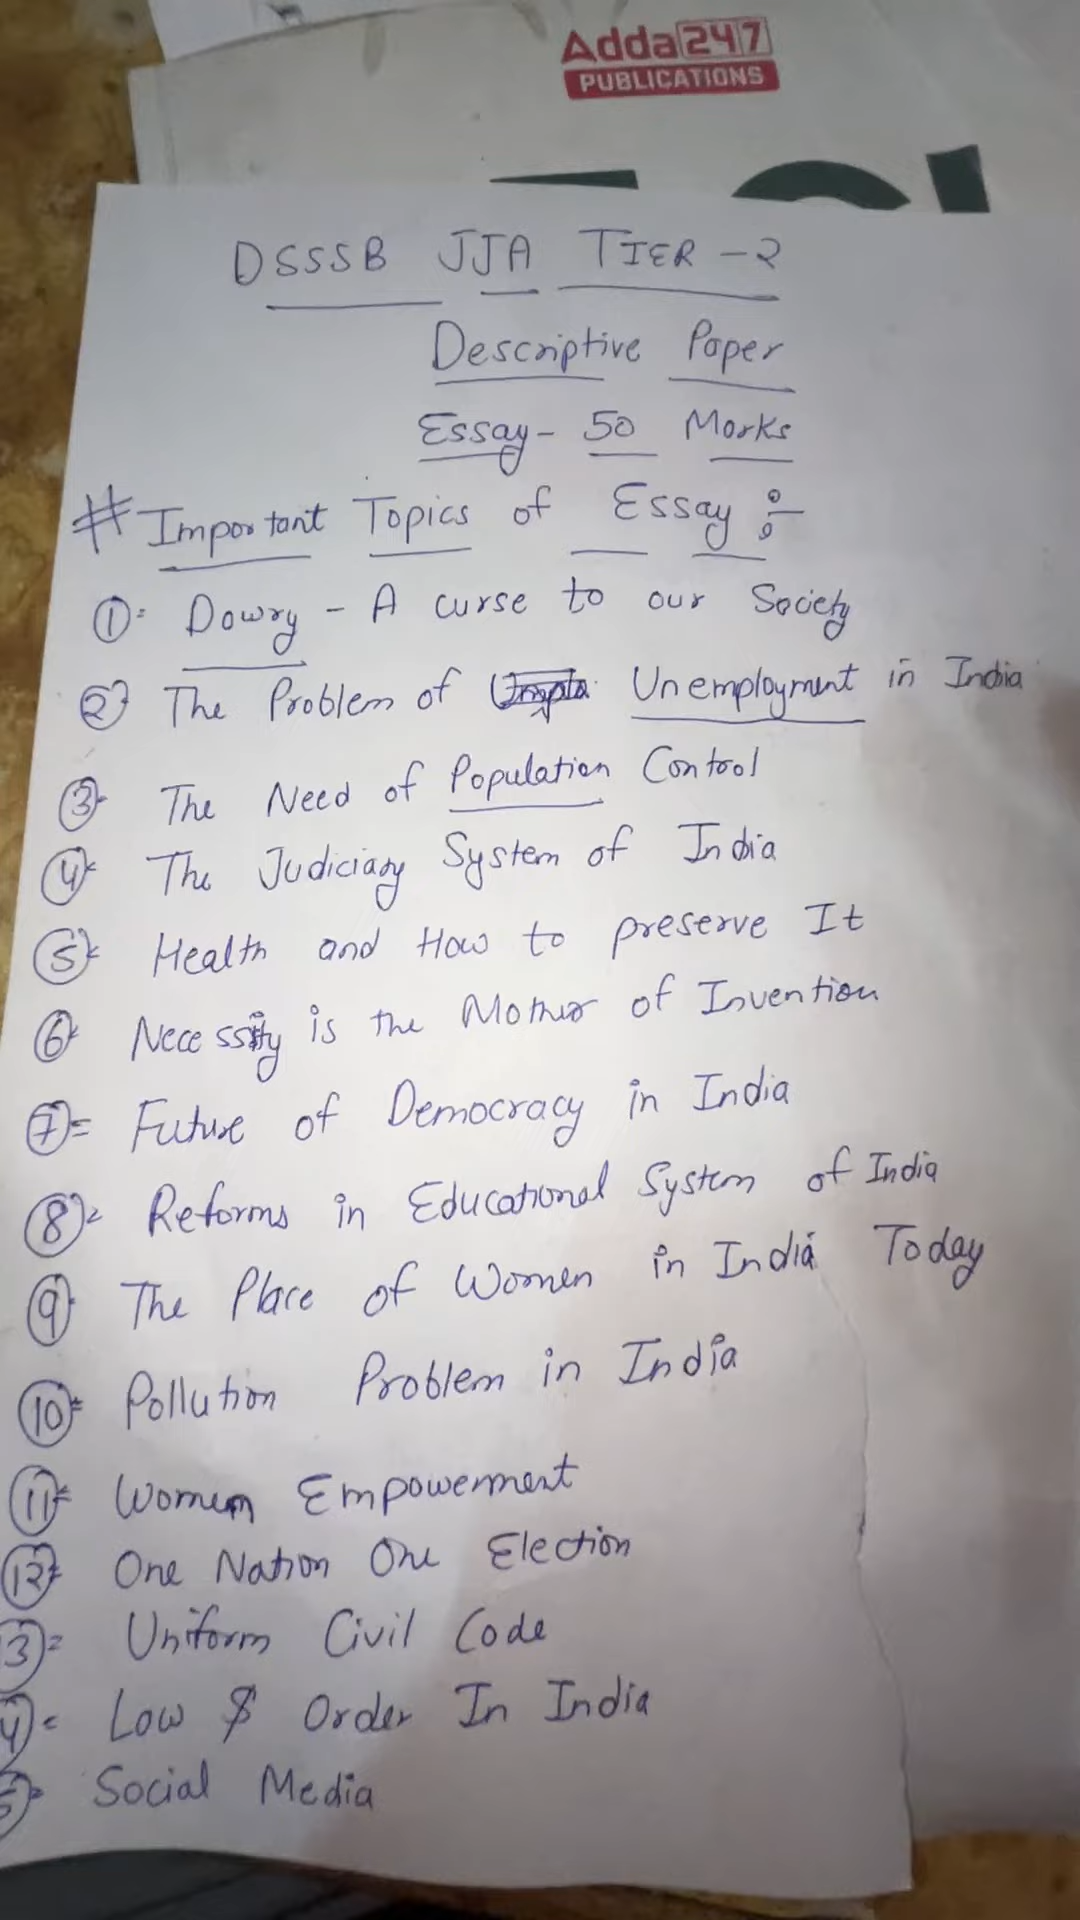 Adda247
PUBLICATIONS
DSSSB JJA TIER-2
Descriptive Paper
Essay - 50 Marks
# Important Topics of Essay :-
①= Dowry - A curse to our Society
②= The Problem of Unemployment in India
③= The Need of Population Control
④= The Judiciary System of India
⑤= Health and How to preserve It
⑥= Necessity is the Mother of Invention
⑦= Future of Democracy in India
⑧= Reforms in Educational System of India
⑨= The Place of Women in India Today
⑩= Pollution Problem in India
⑪= Women Empowerment
⑫= One Nation One Election
3= Uniform Civil Code
4= Low $ Order In India
5= Social Media